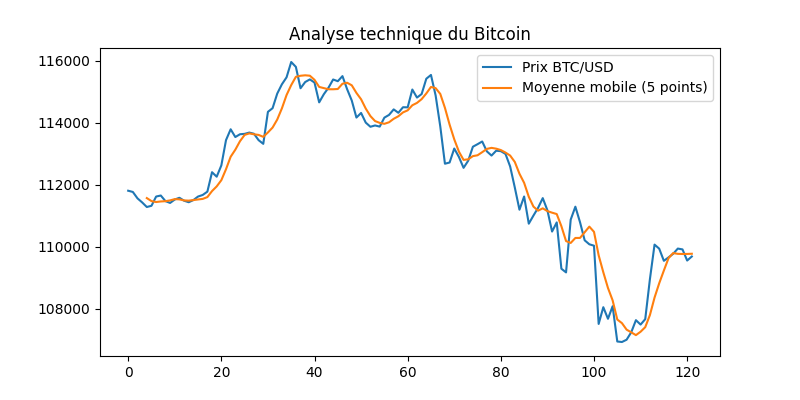 Analyse technique du Bitcoin
Prix BTC/USD
Moyenne mobile (5 points)
116000
114000
112000
110000
108000
0 20 40 60 80 100 120